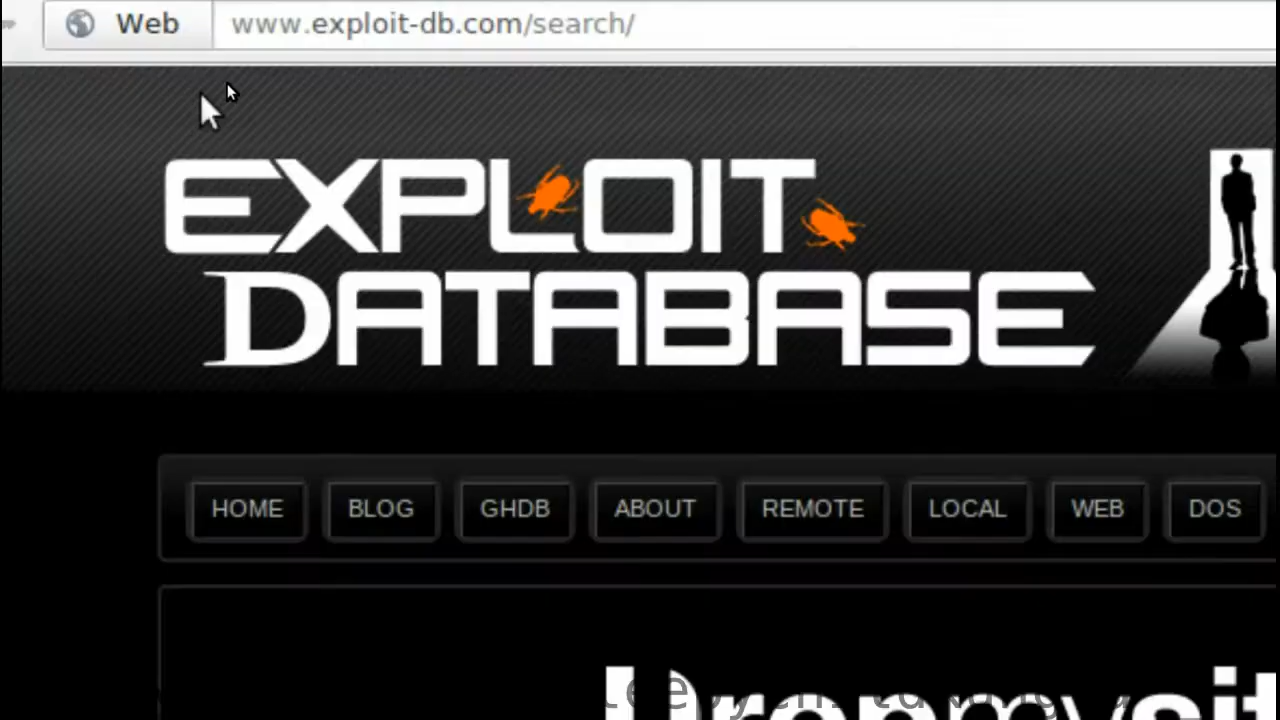 Web www.exploit-db.com/search/
EXPLOIT
DATABASE
HOME BLOG GHDB ABOUT REMOTE LOCAL WEB DOS